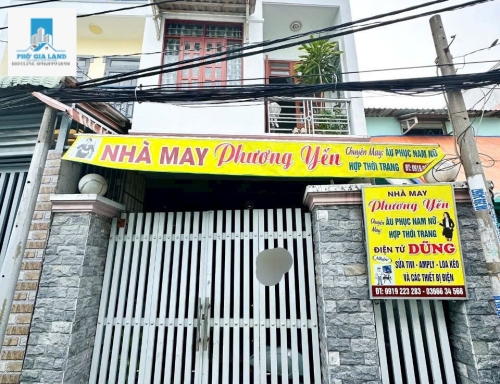 PHỐ GIA LAND
NHÀ MAY Phương Yến
Chuyên May: ÂU PHỤC NAM NỮ
HỢP THỜI TRANG
NHÀ MAY
Phương Yến
Chuyên May: ÂU PHỤC NAM NỮ
HỢP THỜI TRANG
ĐIỆN TỬ DŨNG
SỬA TIVI - AMPLY - LOA KÉO
VÀ CÁC THIẾT BỊ ĐIỆN
ĐT: 0919 223 283 - 03666 34 568